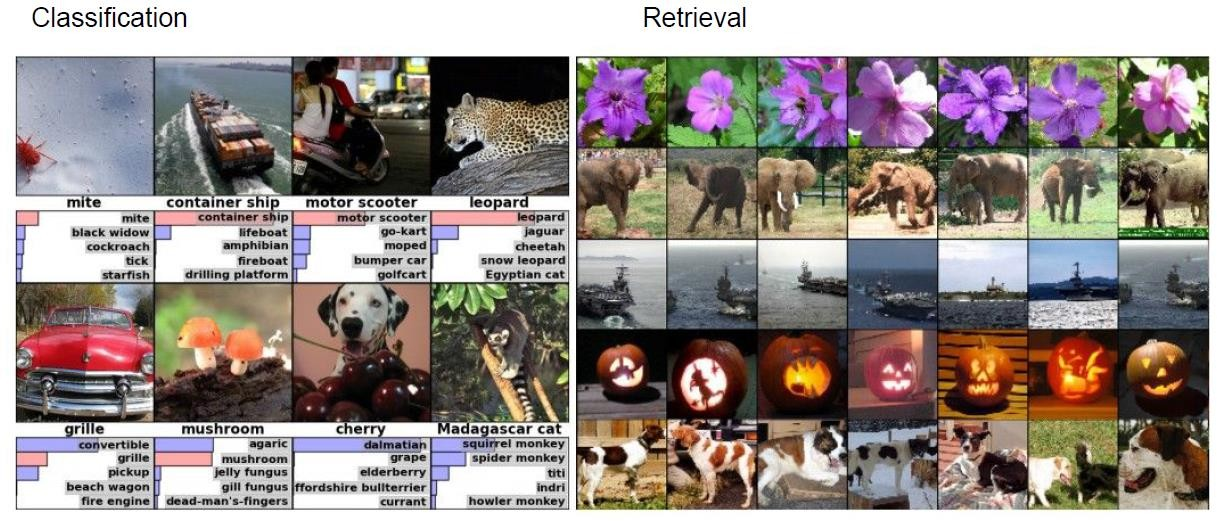 Classification
Retrieval
mite
container ship
motor scooter
leopard
mite
black widow
cockroach
tick
starfish
container ship
lifeboat
amphibian
fireboat
drilling platform
motor scooter
go-kart
moped
bumper car
golfcart
leopard
jaguar
cheetah
snow leopard
Egyptian cat
grille
mushroom
cherry
Madagascar cat
convertible
grille
pickup
beach wagon
fire engine
agaric
mushroom
jelly fungus
gill fungus
dead-man's-fingers
dalmatian
grape
elderberry
ffordshire bullterrier
currant
squirrel monkey
spider monkey
titi
indri
howler monkey